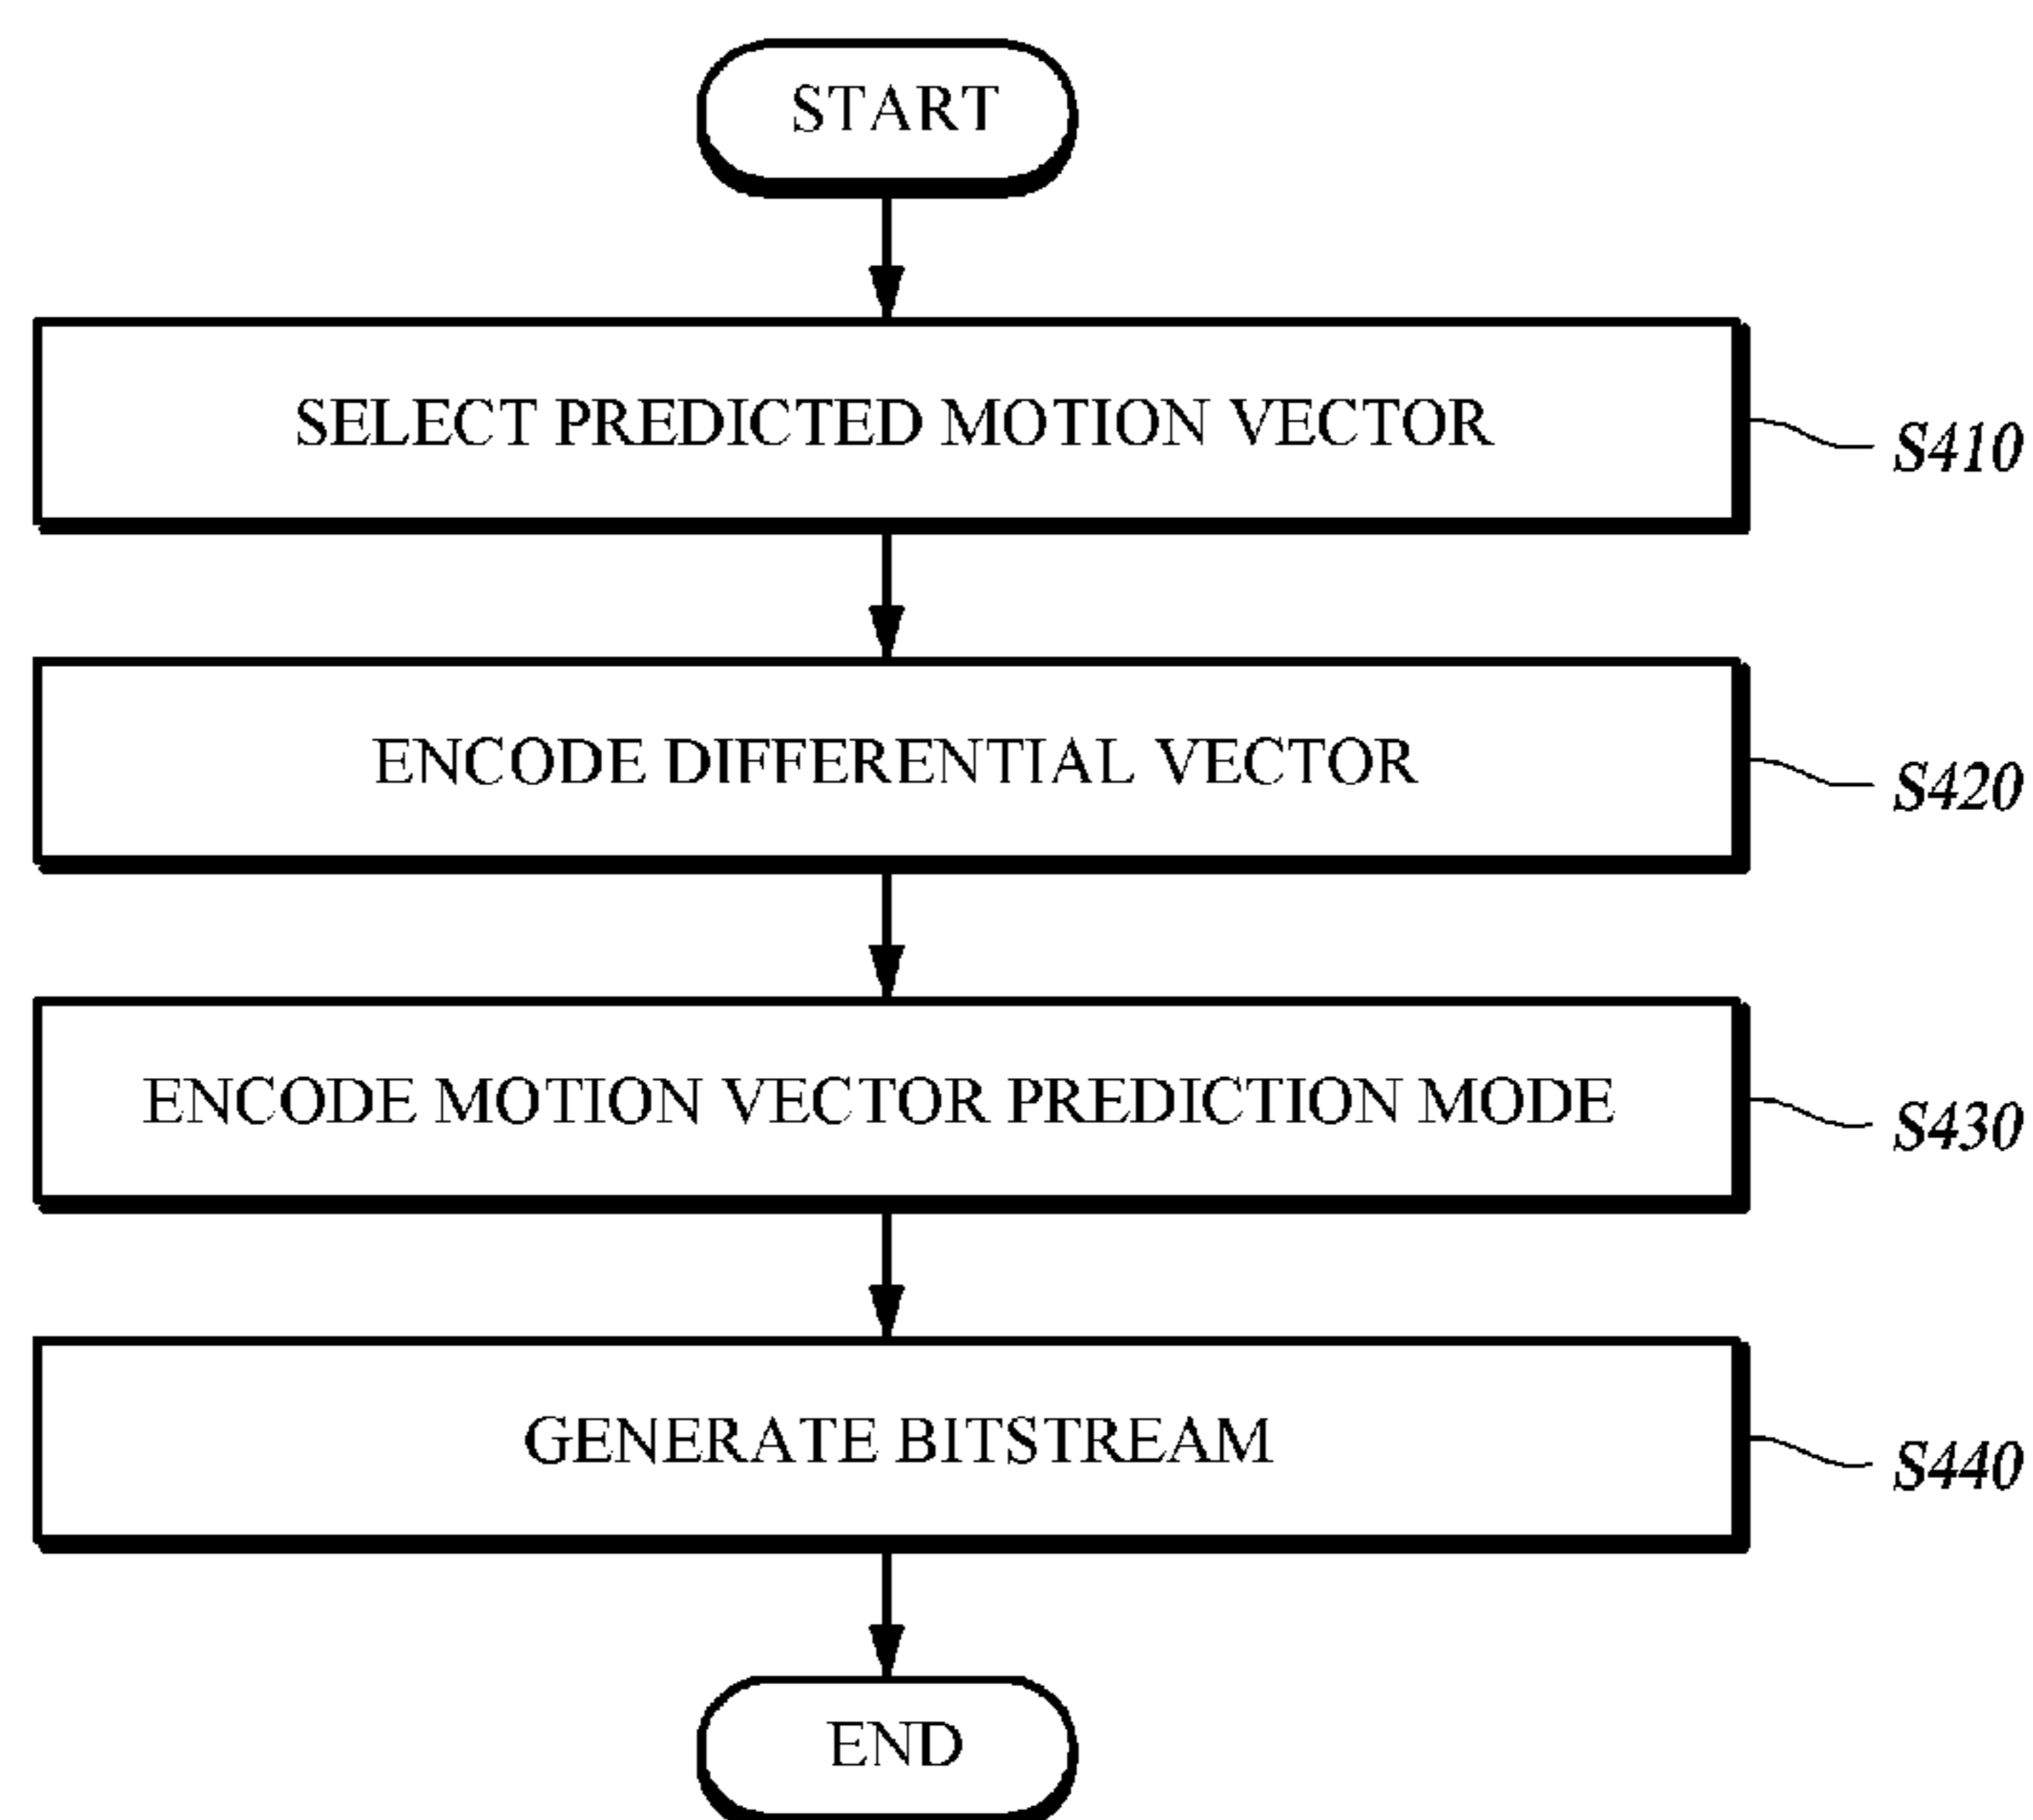 START
SELECT PREDICTED MOTION VECTOR
S410
ENCODE DIFFERENTIAL VECTOR
S420
ENCODE MOTION VECTOR PREDICTION MODE
S430
GENERATE BITSTREAM
S440
END